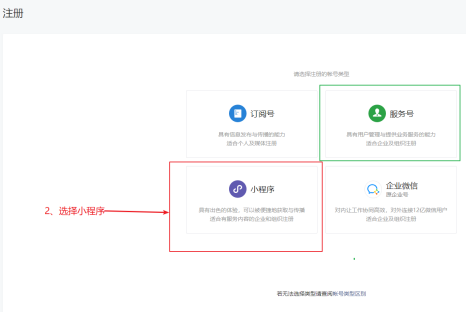 注册
请选择注册的帐号类型
订阅号
具有信息发布与传播的能力
适合个人及媒体注册
服务号
具有用户管理与提供业务服务的能力
适合企业及组织注册
2、选择小程序
小程序
具有出色的体验，可以被便捷地获取与传播
适合有服务内容的企业和组织注册
企业微信
原企业号
对内让工作协同高效，对外连接12亿微信用户
适合企业及组织注册
若无法选择类型请查阅帐号类型区别